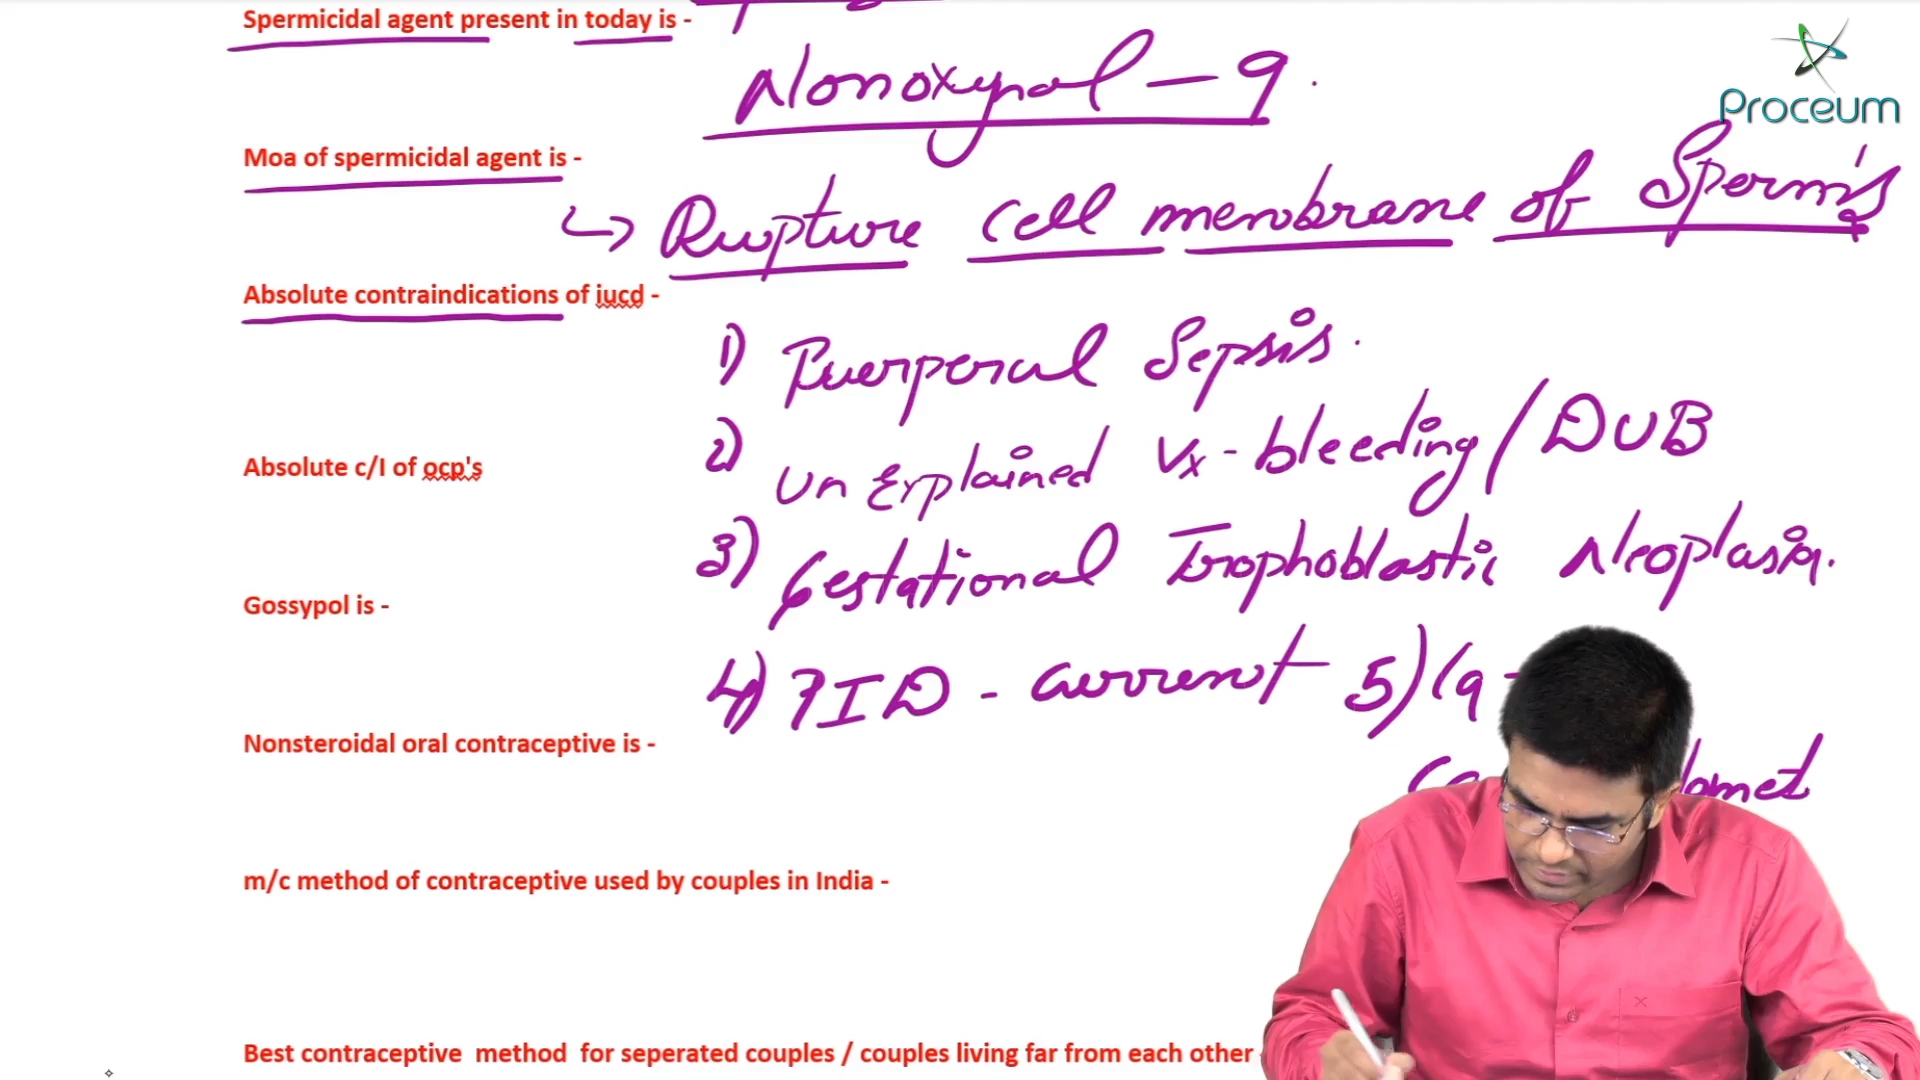 Spermicidal agent present in today is -
Nonoxynol - 9
Proceum
Moa of spermicidal agent is -
Rupture cell membrane of Sperm's
Absolute contraindications of iucd -
1) Puerperal Sepsis.
2) Un Explained Vx - bleeding / DUB
Absolute c/I of ocp's
3) Gestational Trophoblastic Neoplasia.
Gossypol is -
4) PID - current 5) Ca -
Nonsteroidal oral contraceptive is -
m/c method of contraceptive used by couples in India -
Best contraceptive method for seperated couples / couples living far from each other